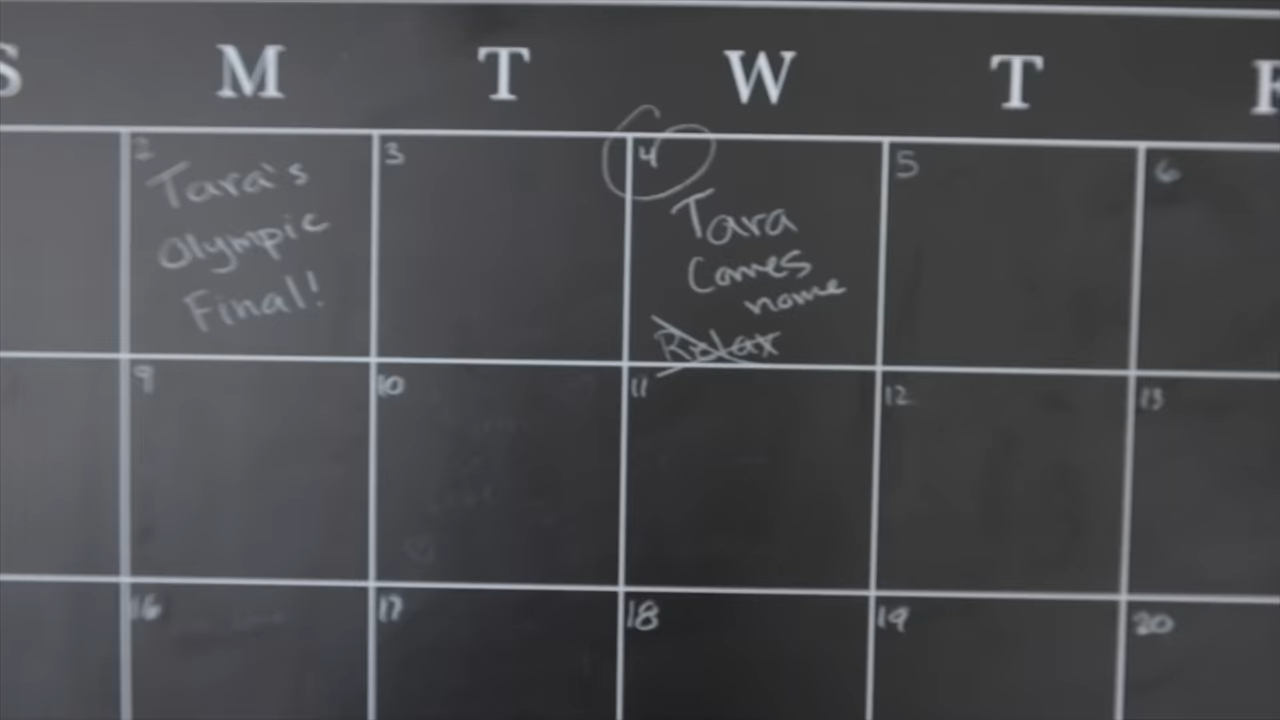 S M T W T F
2 3 4 5 6
Tara's
Olympic
Final!
Tara
Comes
home
Relax
9 10 11 12 13
16 17 18 19 20